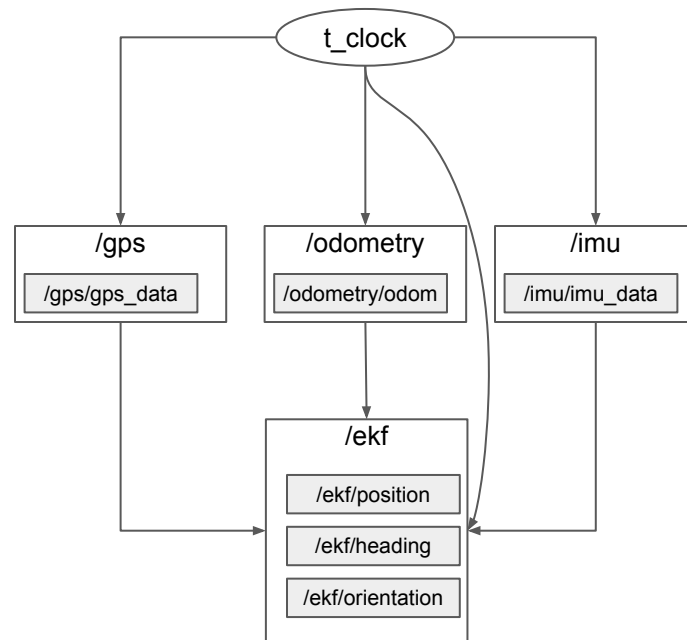 t_clock
/gps
/gps/gps_data
/odometry
/odometry/odom
/imu
/imu/imu_data
/ekf
/ekf/position
/ekf/heading
/ekf/orientation